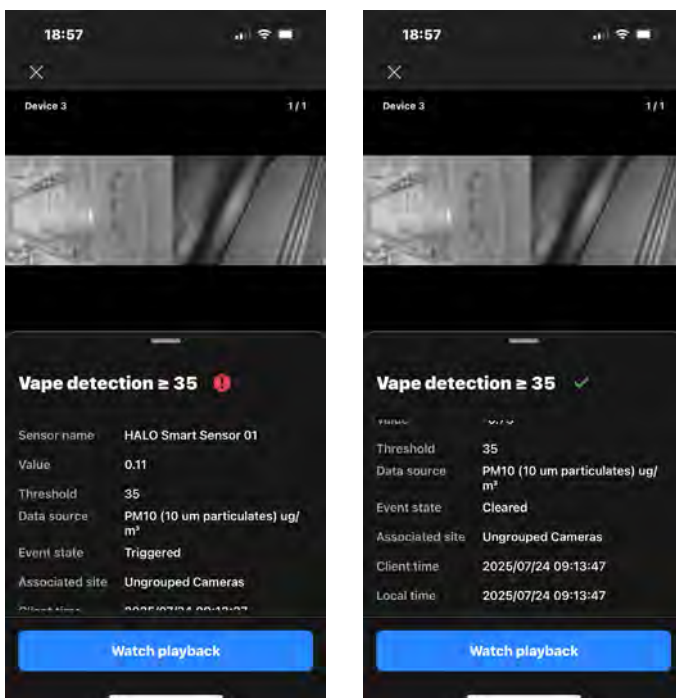 18:57
Device 3
1/1
Vape detection ≥ 35
Sensor name HALO Smart Sensor 01
Value 0.11
Threshold 35
Data source PM10 (10 um particulates) ug/
m³
Event state Triggered
Associated site Ungrouped Cameras
Watch playback
18:57
Device 3
1/1
Vape detection ≥ 35
Threshold 35
Data source PM10 (10 um particulates) ug/
m³
Event state Cleared
Associated site Ungrouped Cameras
Client time 2025/07/24 09:13:47
Local time 2025/07/24 09:13:47
Watch playback